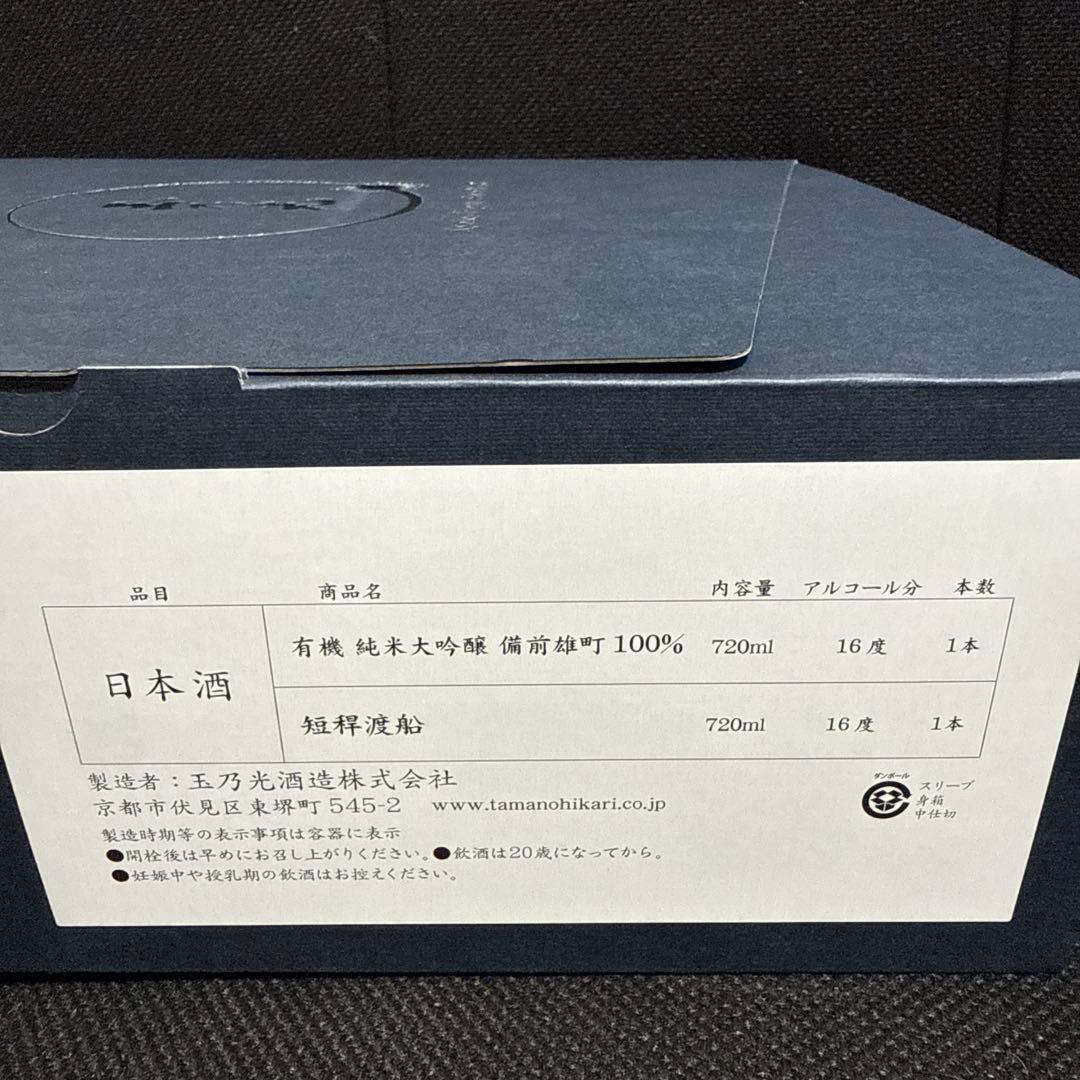 品目 商品名 内容量 アルコール分 本数
日本酒
有機 純米大吟醸 備前雄町 100% 720ml 16度 1本
短稈渡船 720ml 16度 1本
製造者：玉乃光酒造株式会社
京都市伏見区東堺町 545-2 www.tamanohikari.co.jp
製造時期等の表示事項は容器に表示
●開栓後は早めにお召し上がりください。●飲酒は20歳になってから。
●妊娠中や授乳期の飲酒はお控えください。
ダンボール
スリーブ
身箱
中仕切